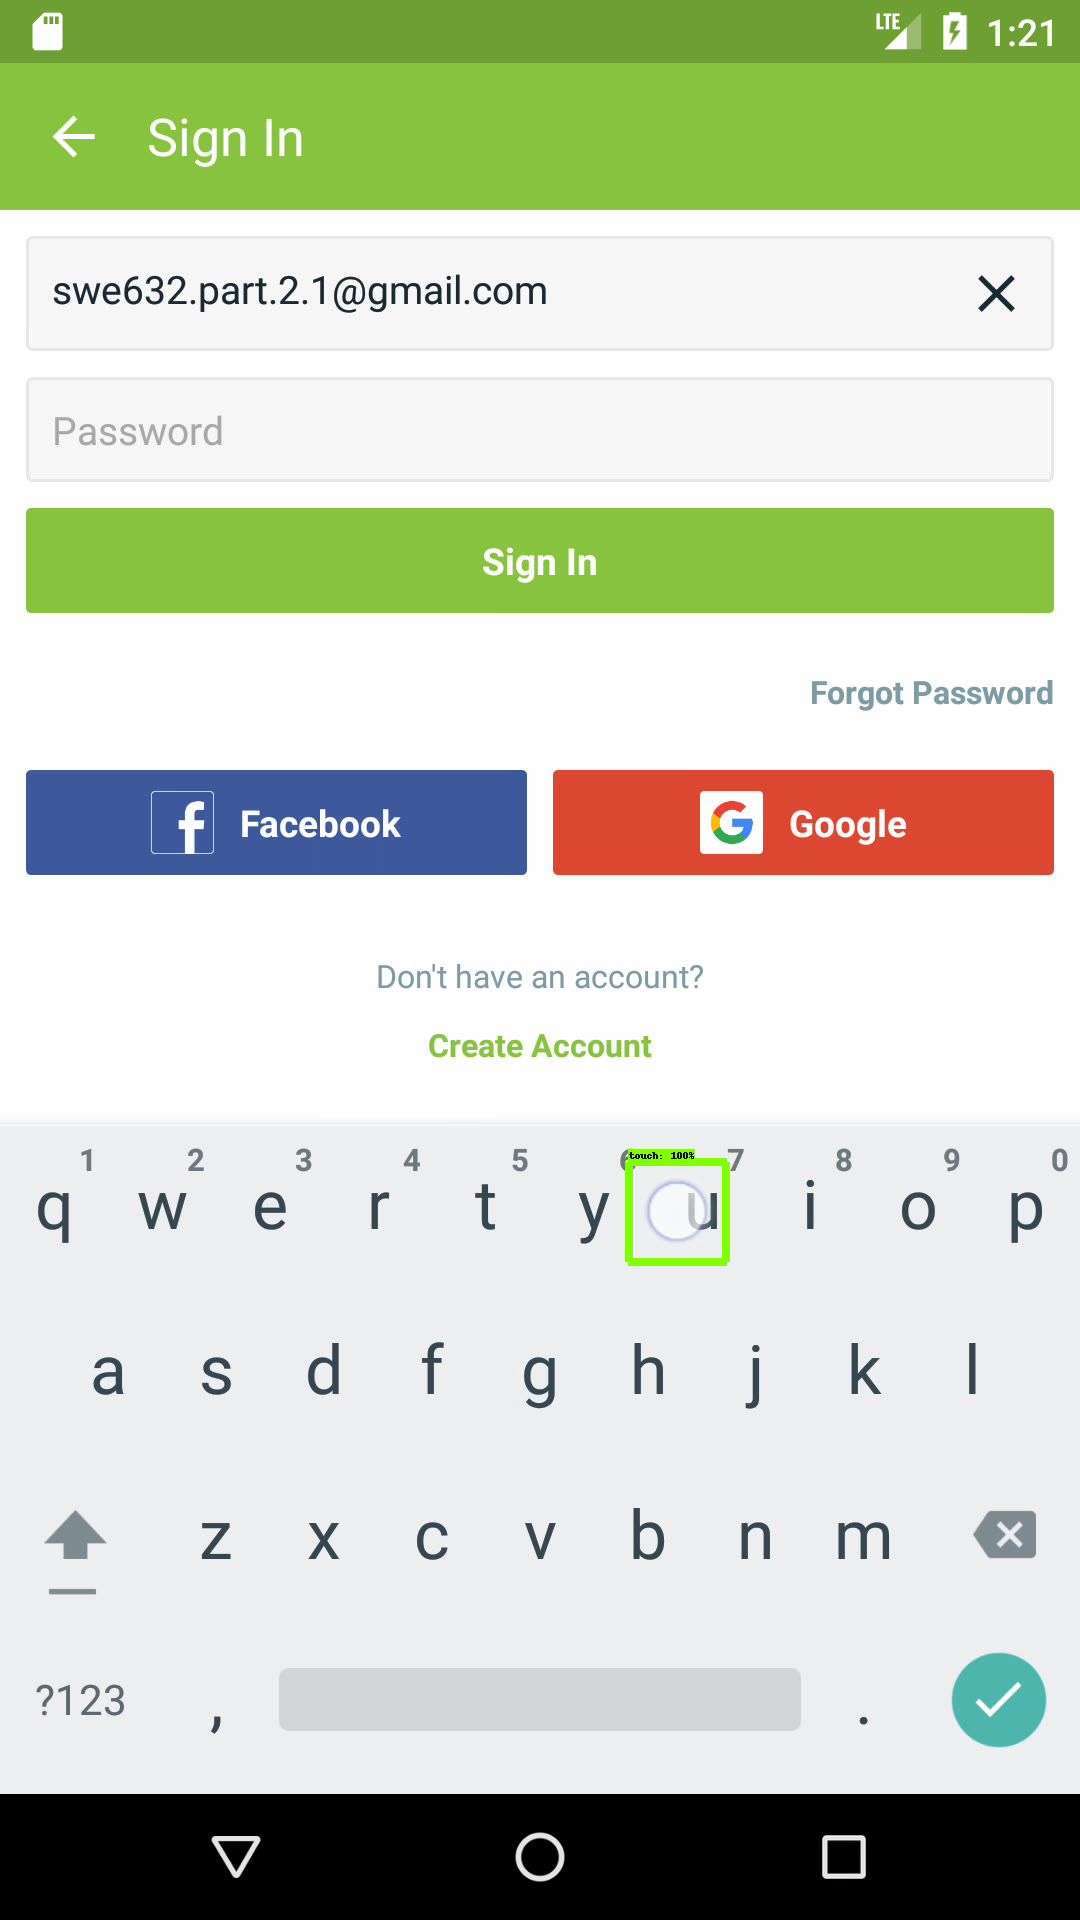 LTE 1:21
Sign In
swe632.part.2.1@gmail.com
Password
Sign In
Forgot Password
Facebook
Google
Don't have an account?
Create Account
touch: 100%
1 2 3 4 5 6 7 8 9 0
q w e r t y u i o p
a s d f g h j k l
z x c v b n m
?123 , .